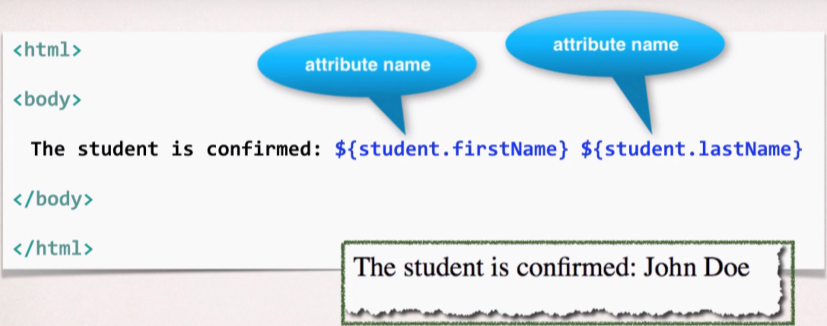 <html>
attribute name
attribute name
<body>
The student is confirmed: ${student.firstName} ${student.lastName}
</body>
</html>
The student is confirmed: John Doe